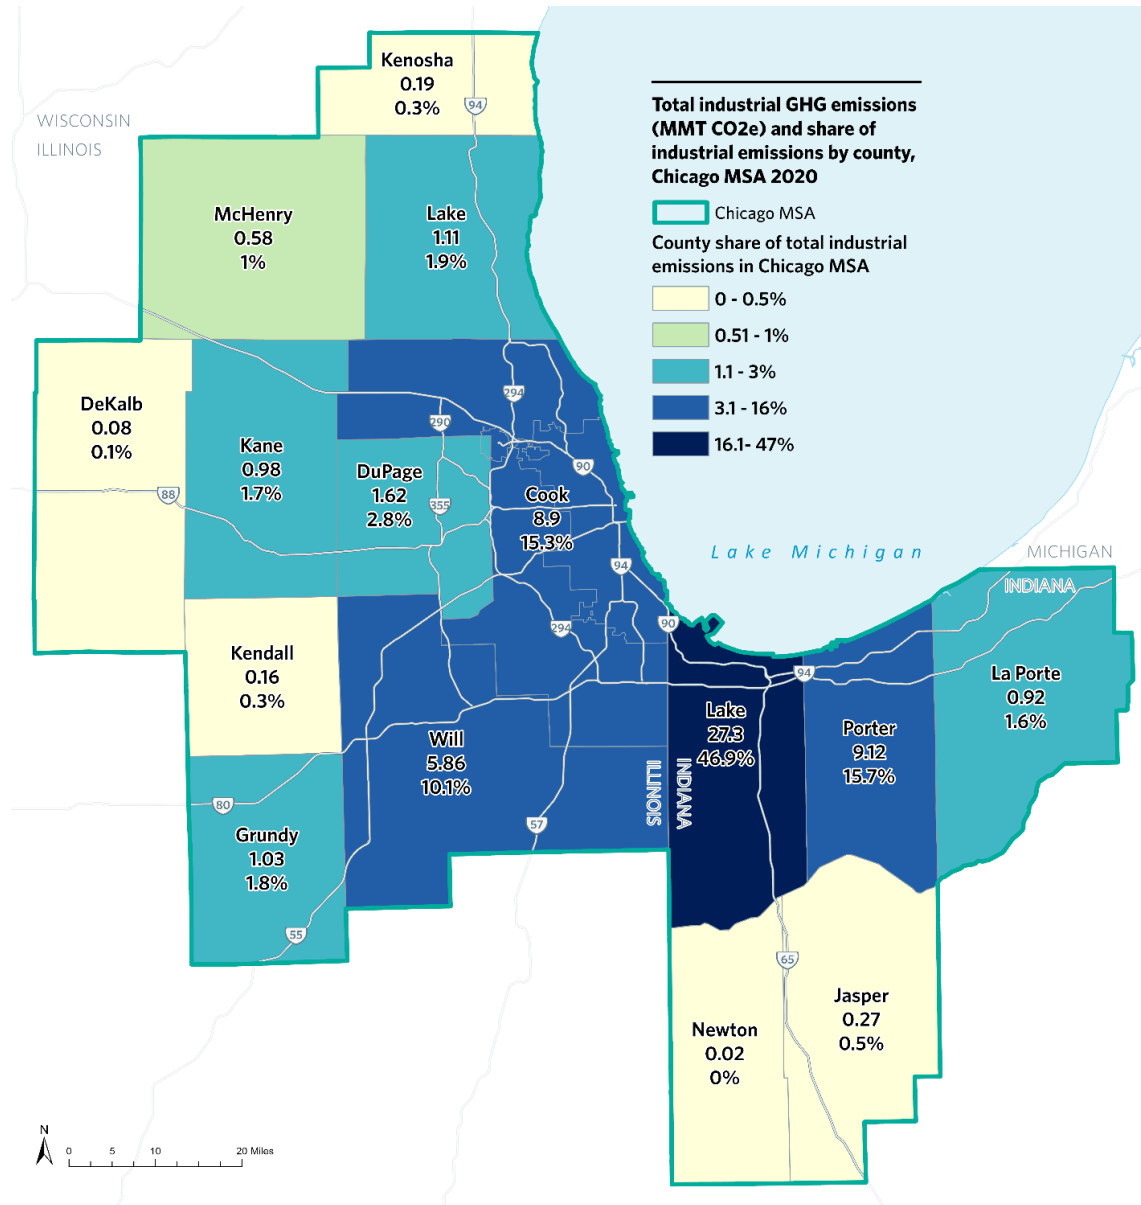 Kenosha
0.19
0.3%
94
WISCONSIN
ILLINOIS
Total industrial GHG emissions
(MMT CO2e) and share of
industrial emissions by county,
Chicago MSA 2020
Chicago MSA
County share of total industrial
emissions in Chicago MSA
0 - 0.5%
0.51 - 1%
1.1 - 3%
3.1 - 16%
16.1- 47%
McHenry
0.58
1%
Lake
1.11
1.9%
DeKalb
0.08
0.1%
88
Kane
0.98
1.7%
290
294
90
DuPage
1.62
2.8%
355
Cook
8.9
15.3%
94
294
90
Lake Michigan
MICHIGAN
INDIANA
Kendall
0.16
0.3%
Will
5.86
10.1%
ILLINOIS
INDIANA
Lake
27.3
46.9%
94
Porter
9.12
15.7%
La Porte
0.92
1.6%
80
57
Grundy
1.03
1.8%
55
65
Newton
0.02
0%
Jasper
0.27
0.5%
N
0 5 10 20 Miles